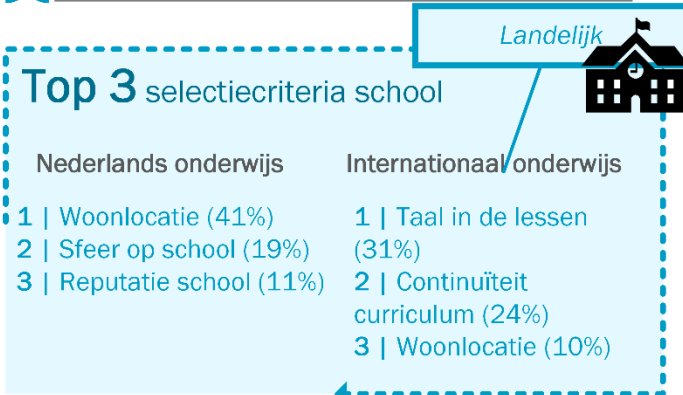 Landelijk
Top 3 selectiecriteria school
Nederlands onderwijs
1 | Woonlocatie (41%)
2 | Sfeer op school (19%)
3 | Reputatie school (11%)
Internationaal onderwijs
1 | Taal in de lessen
(31%)
2 | Continuïteit
curriculum (24%)
3 | Woonlocatie (10%)